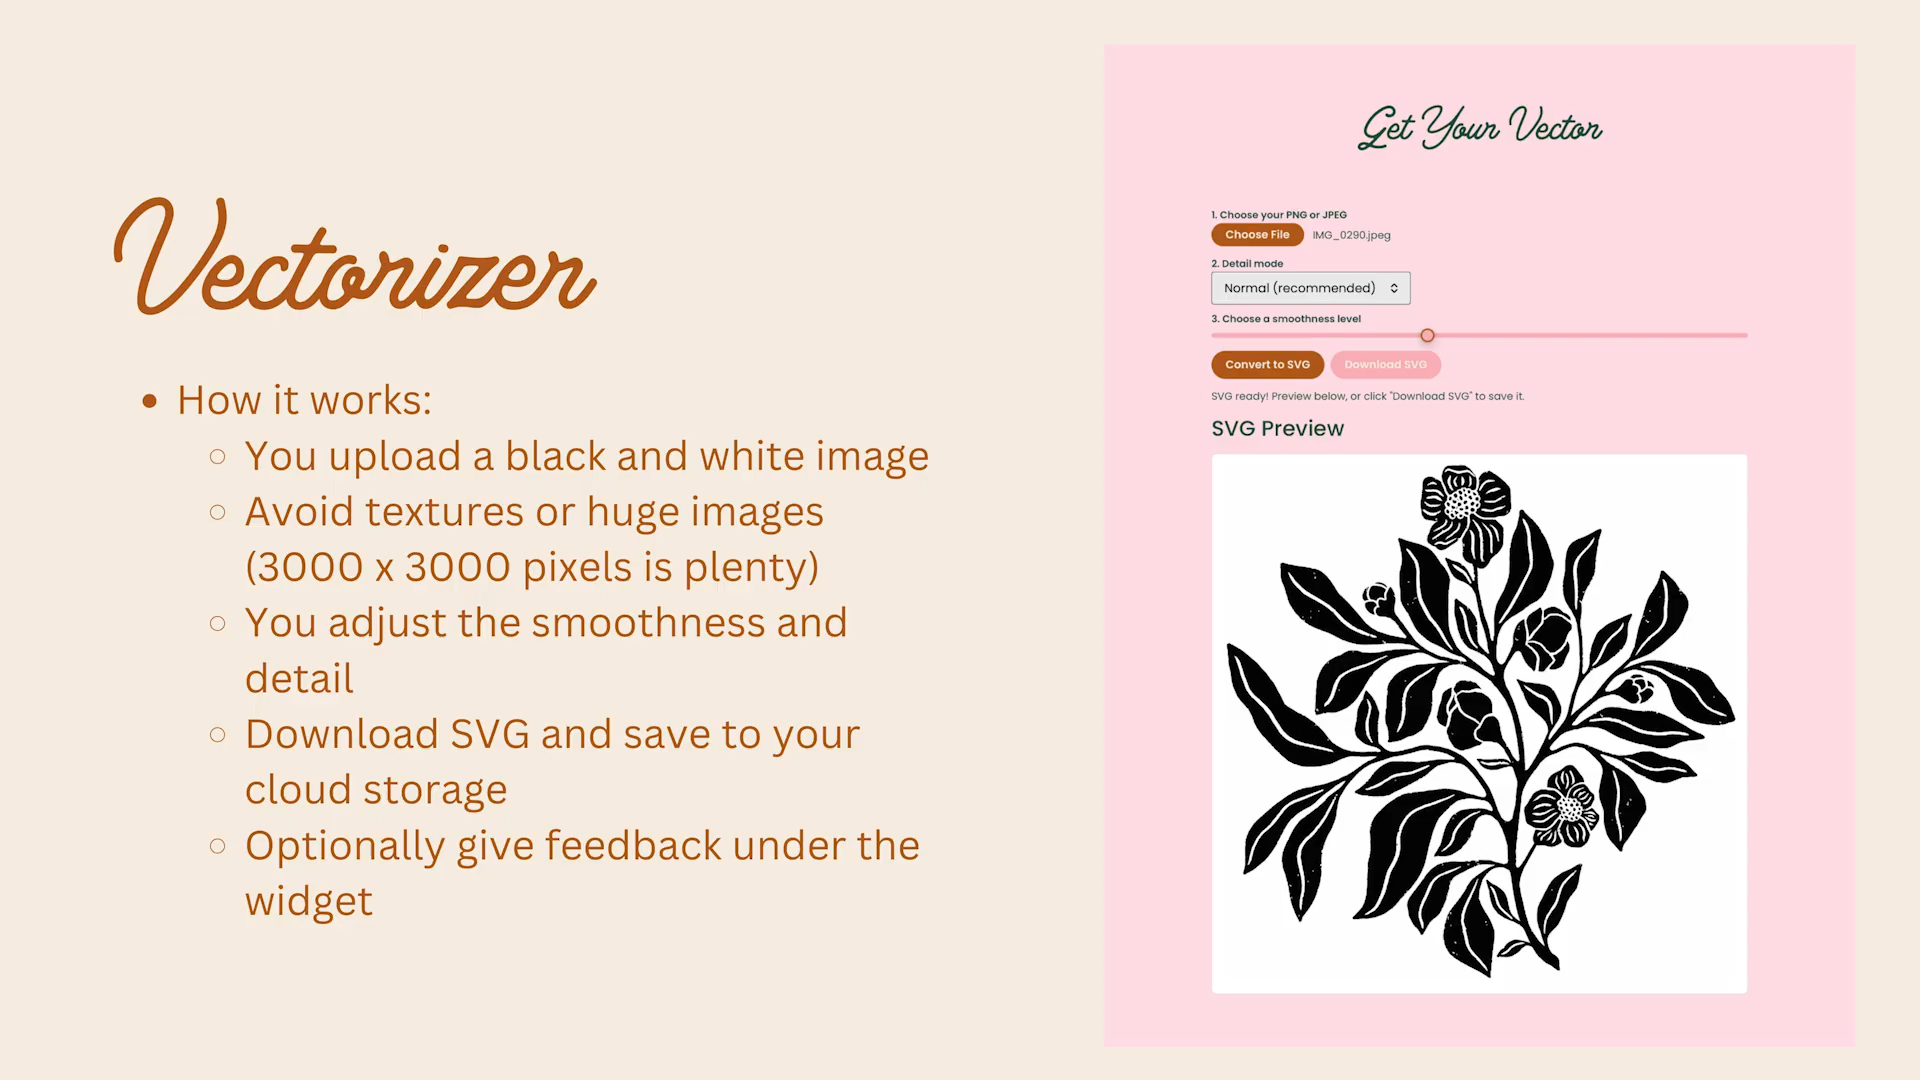 Vectorizer
How it works:
You upload a black and white image
Avoid textures or huge images
(3000 x 3000 pixels is plenty)
You adjust the smoothness and
detail
Download SVG and save to your
cloud storage
Optionally give feedback under the
widget
Get Your Vector
1. Choose your PNG or JPEG
Choose File IMG_0290.jpeg
2. Detail mode
Normal (recommended)
3. Choose a smoothness level
Convert to SVG Download SVG
SVG ready! Preview below, or click "Download SVG" to save it.
SVG Preview